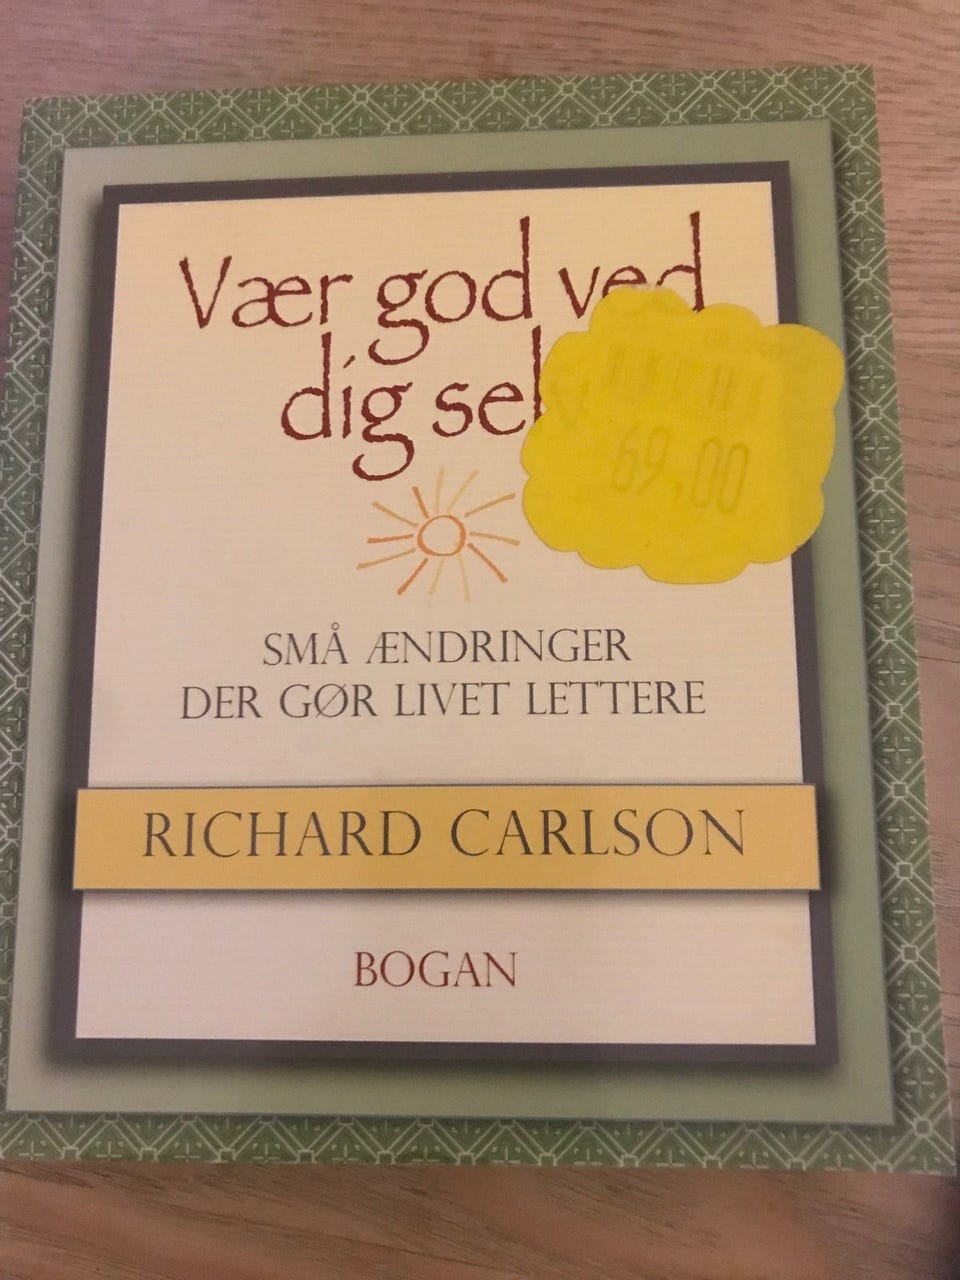 Vær god ved
dig sel
69,00
SMÅ ÆNDRINGER
DER GØR LIVET LETTERE
RICHARD CARLSON
BOGAN